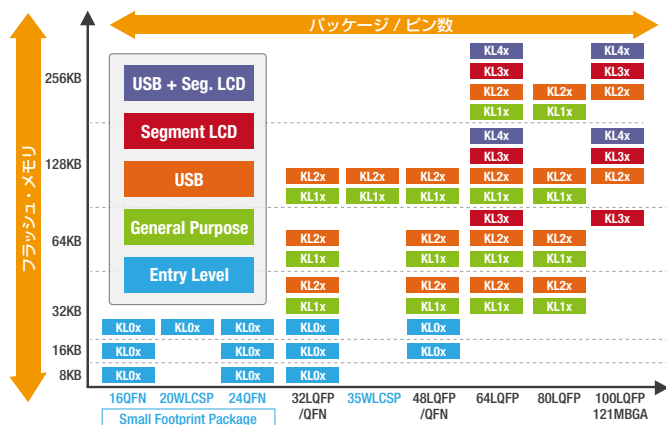 パッケージ / ピン数
フラッシュ・メモリ
USB + Seg. LCD
Segment LCD
USB
General Purpose
Entry Level
256KB
KL4x KL4x
KL3x KL3x
KL2x KL2x KL2x
KL1x KL1x
128KB
KL4x KL4x
KL3x KL3x
KL2x KL2x KL2x KL2x KL2x KL2x
KL1x KL1x KL1x KL1x KL1x
64KB
KL3x KL3x
KL2x KL2x KL2x KL2x
KL1x KL1x KL1x KL1x
32KB
KL2x KL2x KL2x KL2x
KL1x KL1x KL1x KL1x
KL0x KL0x KL0x KL0x KL0x
16KB
KL0x KL0x KL0x KL0x
8KB
KL0x KL0x KL0x
16QFN 20WLCSP 24QFN 32LQFP 35WLCSP 48LQFP 64LQFP 80LQFP 100LQFP
/QFN /QFN 121MBGA
Small Footprint Package